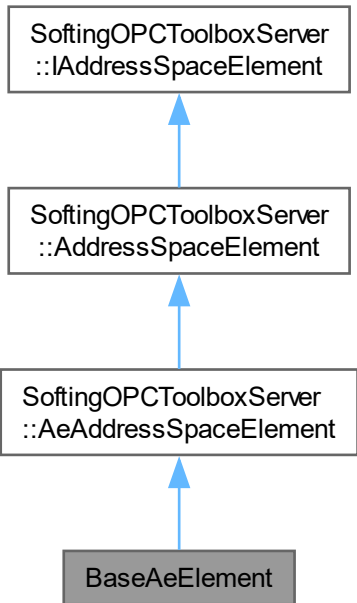 SoftingOPCToolboxServer
::IAddressSpaceElement
SoftingOPCToolboxServer
::AddressSpaceElement
SoftingOPCToolboxServer
::AeAddressSpaceElement
BaseAeElement